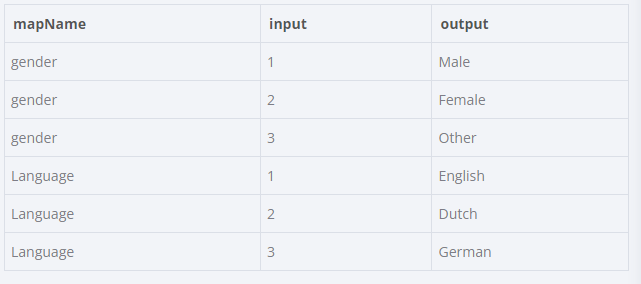 mapName input output
gender 1 Male
gender 2 Female
gender 3 Other
Language 1 English
Language 2 Dutch
Language 3 German